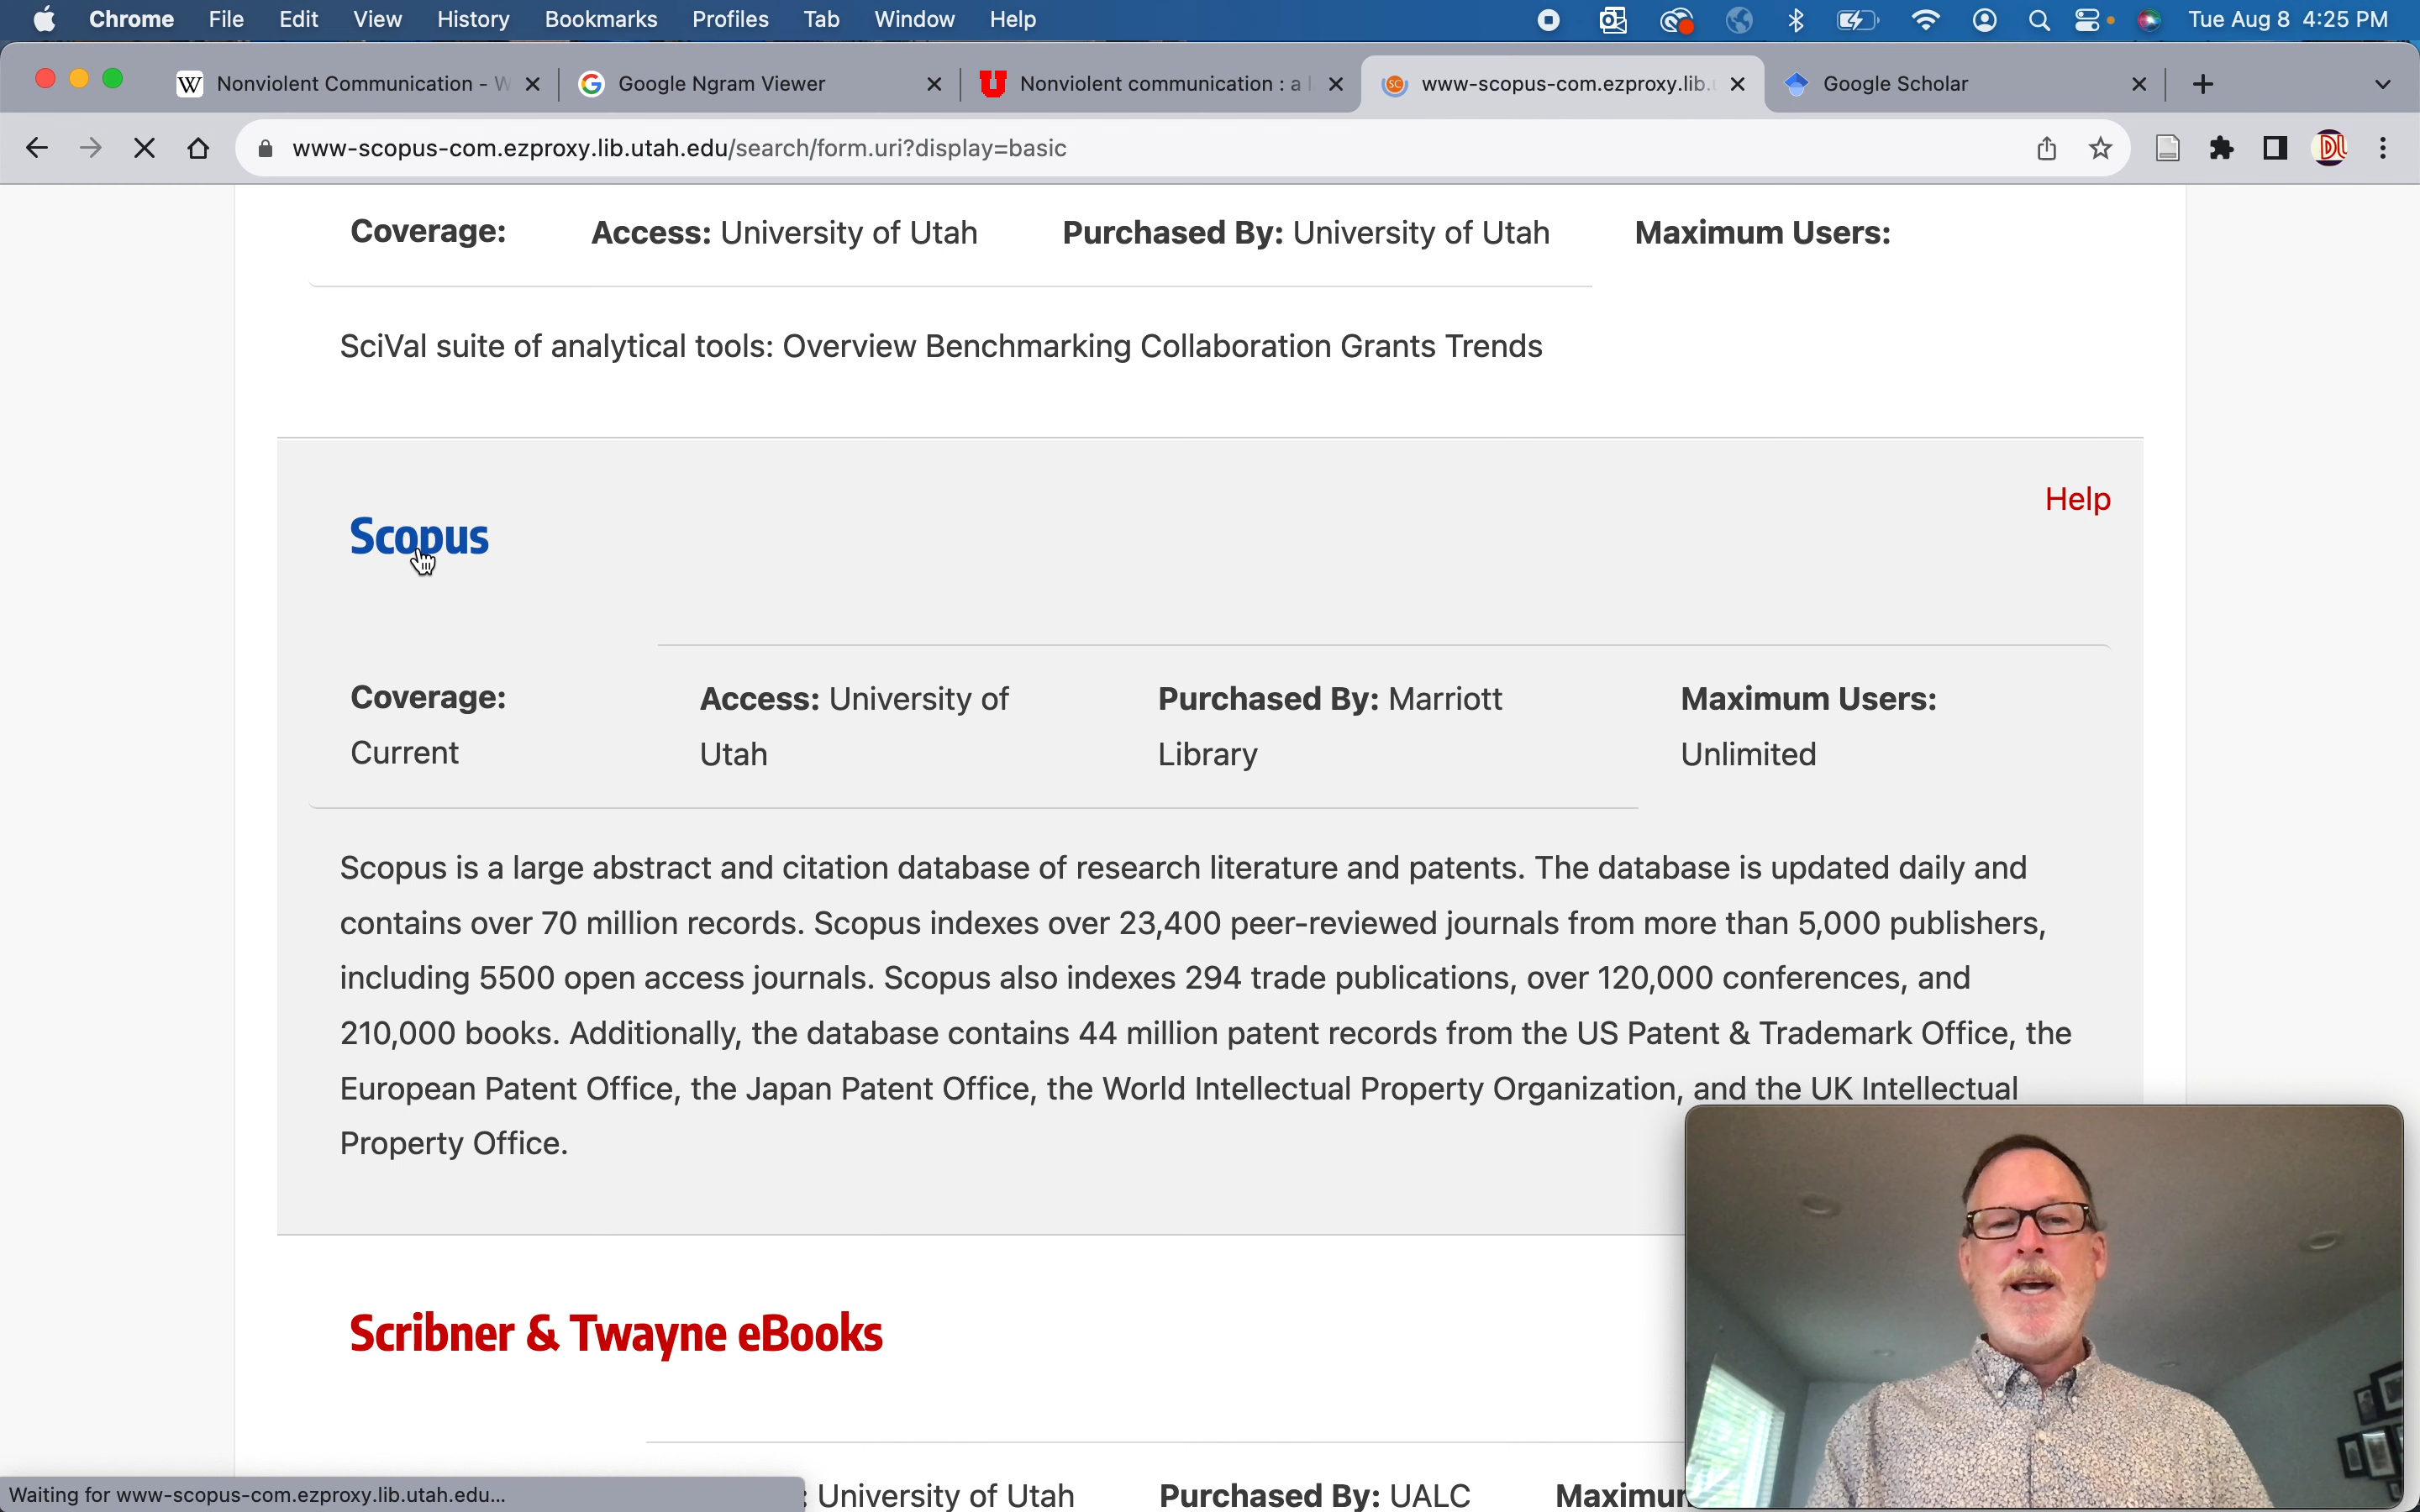 Chrome File Edit View History Bookmarks Profiles Tab Window Help Tue Aug 8 4:25 PM
W Nonviolent Communication - W Google Ngram Viewer U Nonviolent communication : a SC www-scopus-com.ezproxy.lib. Google Scholar
www-scopus-com.ezproxy.lib.utah.edu/search/form.uri?display=basic DL
Coverage: Access: University of Utah Purchased By: University of Utah Maximum Users:
SciVal suite of analytical tools: Overview Benchmarking Collaboration Grants Trends
Help
Scopus
Coverage: Access: University of Purchased By: Marriott Maximum Users:
Current Utah Library Unlimited
Scopus is a large abstract and citation database of research literature and patents. The database is updated daily and
contains over 70 million records. Scopus indexes over 23,400 peer-reviewed journals from more than 5,000 publishers,
including 5500 open access journals. Scopus also indexes 294 trade publications, over 120,000 conferences, and
210,000 books. Additionally, the database contains 44 million patent records from the US Patent & Trademark Office, the
European Patent Office, the Japan Patent Office, the World Intellectual Property Organization, and the UK Intellectual
Property Office.
Scribner & Twayne eBooks
: University of Utah Purchased By: UALC Maximu
Waiting for www-scopus-com.ezproxy.lib.utah.edu...